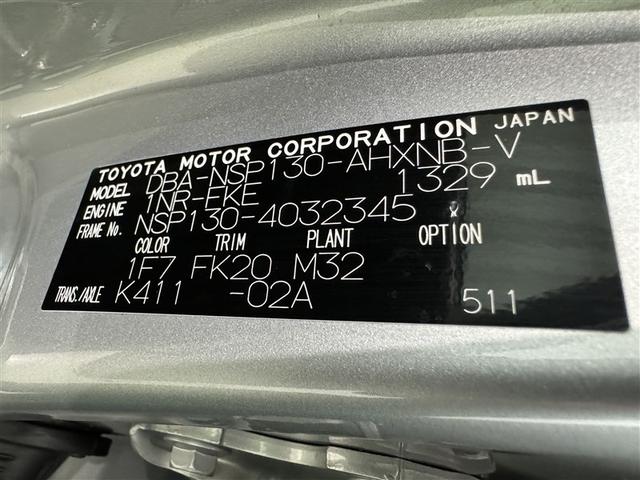 TOYOTA MOTOR CORPORATION JAPAN
MODEL DBA-NSP130-AHXNB-V
ENGINE 1NR-FKE 1329 mL
FRAME No. NSP130-4032345 x
COLOR TRIM PLANT OPTION
1F7 FK20 M32
TRANS./AXLE K411 -02A 511